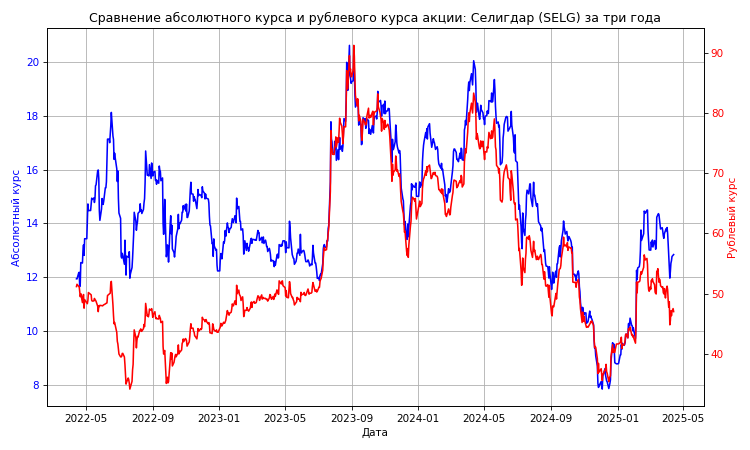 Сравнение абсолютного курса и рублевого курса акции: Селигдар (SELG) за три года
Абсолютный курс
20
18
16
14
12
10
8
90
80
70
60
50
40
Рублевый курс
2022-05 2022-09 2023-01 2023-05 2023-09 2024-01 2024-05 2024-09 2025-01 2025-05
Дата